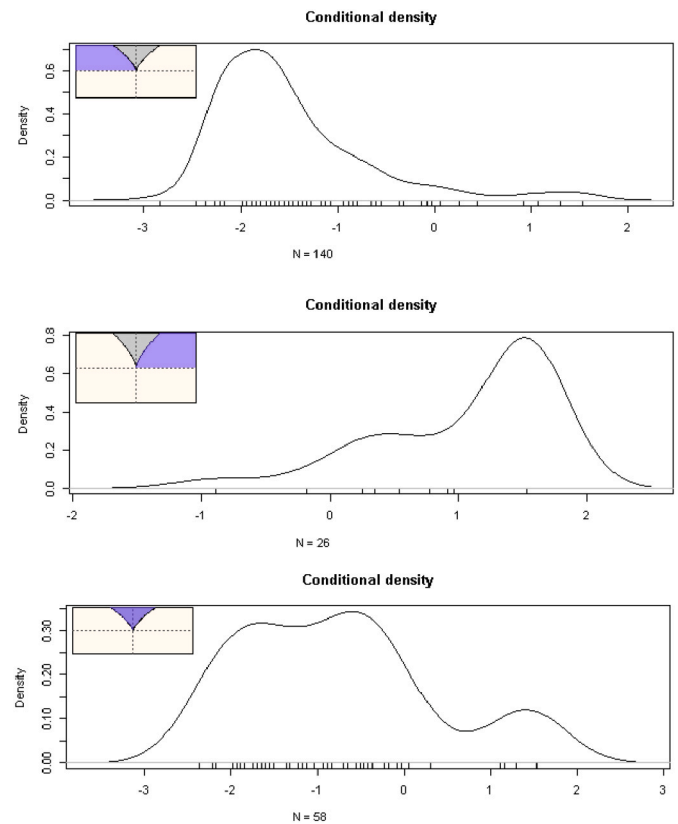 Conditional density
Density
0.0 0.2 0.4 0.6
-3 -2 -1 0 1 2
N = 140
Conditional density
Density
0.0 0.2 0.4 0.6 0.8
-2 -1 0 1 2
N = 26
Conditional density
Density
0.00 0.10 0.20 0.30
-3 -2 -1 0 1 2 3
N = 58